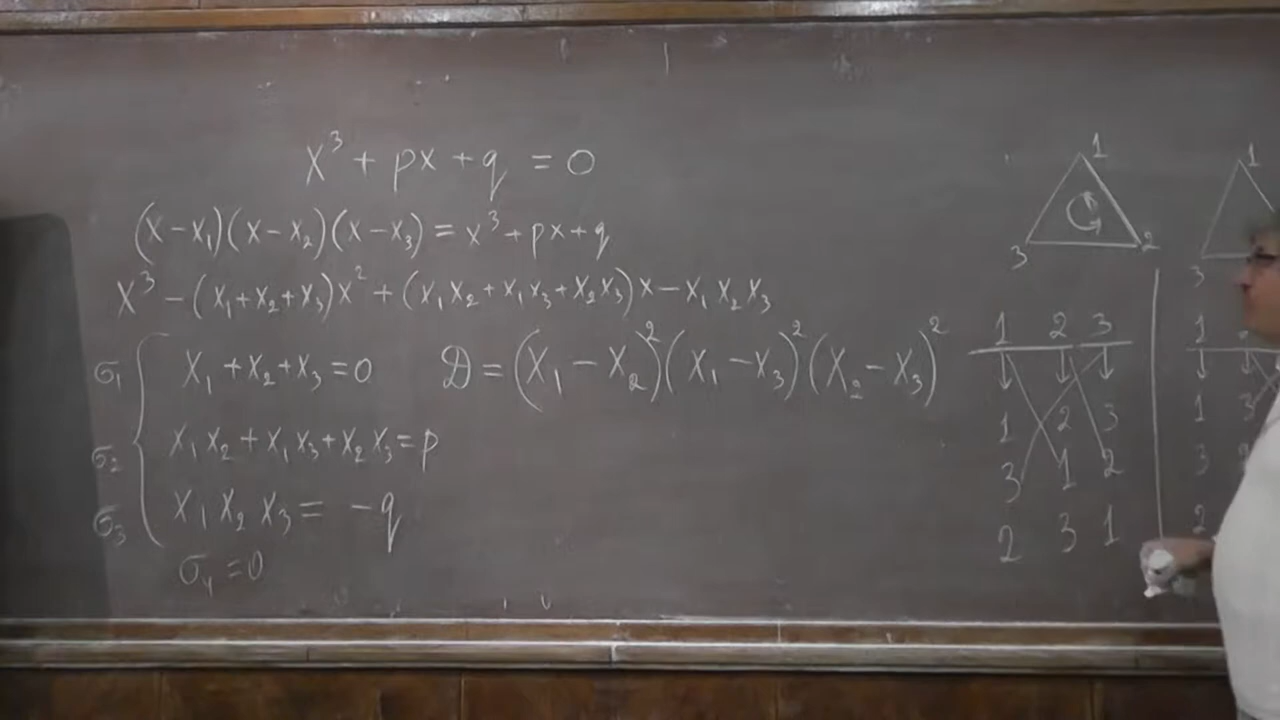 x³ + px + q = 0
(x - x₁)(x - x₂)(x - x₃) = x³ + px + q
x³ - (x₁ + x₂ + x₃)x² + (x₁x₂ + x₁x₃ + x₂x₃)x - x₁x₂x₃
σ₁ x₁ + x₂ + x₃ = 0
D = (x₁ - x₂)²(x₁ - x₃)²(x₂ - x₃)²
σ₂ x₁x₂ + x₁x₃ + x₂x₃ = p
σ₃ x₁x₂x₃ = -q
σ₄ = 0
1
3 2
1 2 3
1 2 3
3 1 2
2 3 1
1
3
1
1 3
3
2